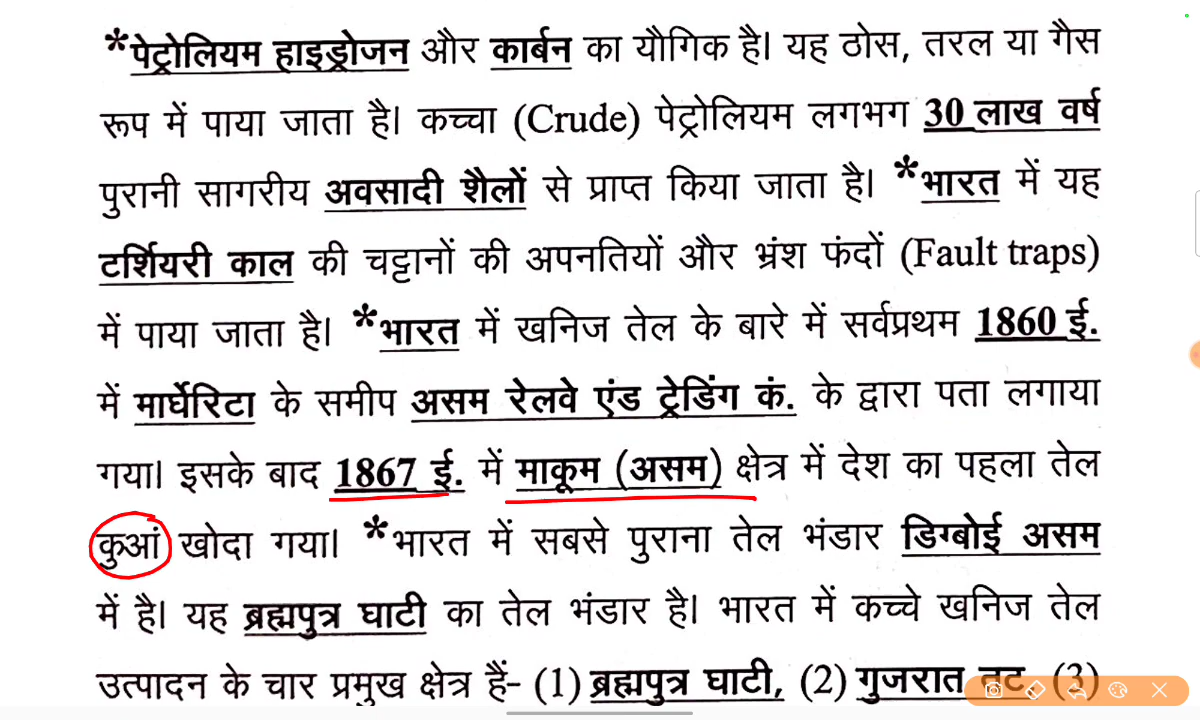 *पेट्रोलियम हाइड्रोजन और कार्बन का यौगिक है। यह ठोस, तरल या गैस
रूप में पाया जाता है। कच्चा (Crude) पेट्रोलियम लगभग 30 लाख वर्ष
पुरानी सागरीय अवसादी शैलों से प्राप्त किया जाता है। *भारत में यह
टर्शियरी काल की चट्टानों की अपनतियों और भ्रंश फंदों (Fault traps)
में पाया जाता है। *भारत में खनिज तेल के बारे में सर्वप्रथम 1860 ई.
में मार्घेरिटा के समीप असम रेलवे एंड ट्रेडिंग कं. के द्वारा पता लगाया
गया। इसके बाद 1867 ई. में माकूम (असम) क्षेत्र में देश का पहला तेल
कुआं खोदा गया। *भारत में सबसे पुराना तेल भंडार डिग्बोई असम
में है। यह ब्रह्मपुत्र घाटी का तेल भंडार है। भारत में कच्चे खनिज तेल
उत्पादन के चार प्रमुख क्षेत्र हैं- (1) ब्रह्मपुत्र घाटी, (2) गुजरात तट, (3)